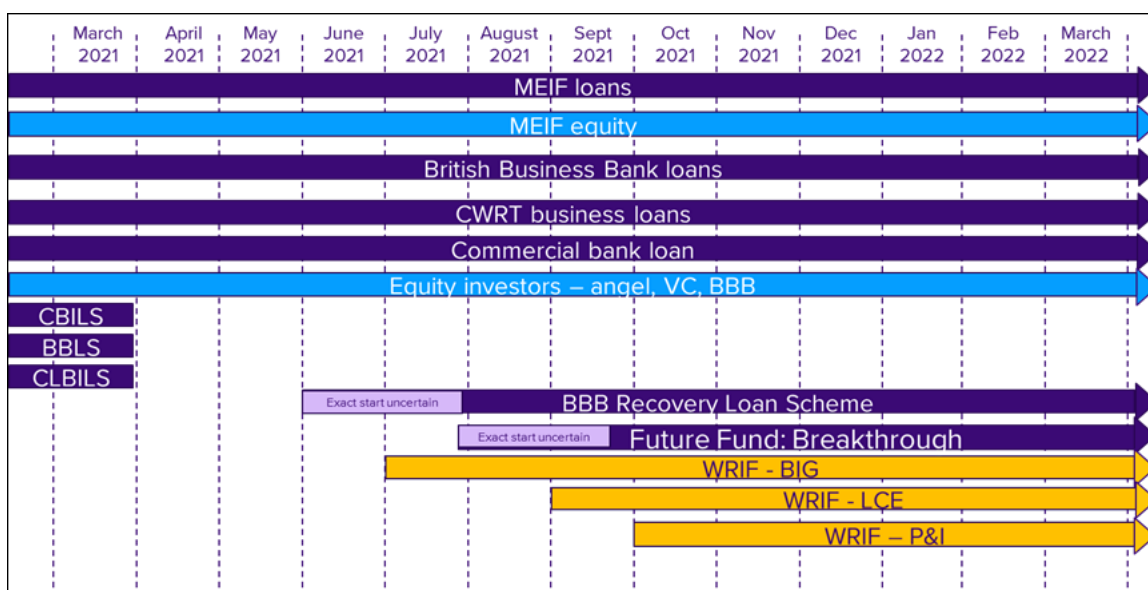 March April May June July August Sept Oct Nov Dec Jan Feb March
2021 2021 2021 2021 2021 2021 2021 2021 2021 2021 2022 2022 2022
MEIF loans
MEIF equity
British Business Bank loans
CWRT business loans
Commercial bank loan
Equity investors – angel, VC, BBB
CBILS
BBLS
CLBILS
Exact start uncertain BBB Recovery Loan Scheme
Exact start uncertain Future Fund: Breakthrough
WRIF - BIG
WRIF - LCE
WRIF – P&I